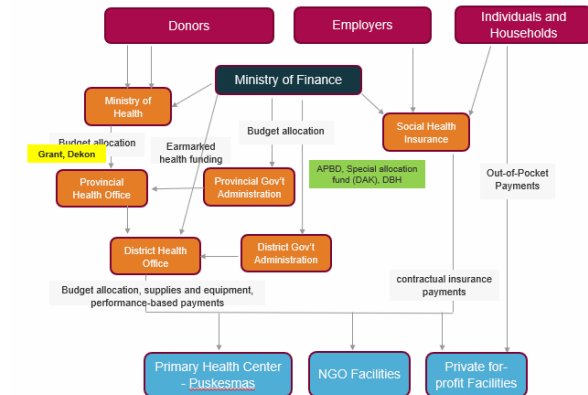 Donors
Employers
Individuals and
Households
Ministry of Finance
Ministry of
Health
Social Health
Insurance
Budget allocation
Grant, Dekon
Earmarked
health funding
Budget allocation
APBD, Special allocation
fund (DAK), DBH
Out-of-Pocket
Payments
Provincial
Health Office
Provincial Gov't
Administration
District Health
Office
District Gov't
Administration
Budget allocation, supplies and equipment,
performance-based payments
contractual insurance
payments
Primary Health Center
- Puskesmas
NGO Facilities
Private for-
profit Facilities